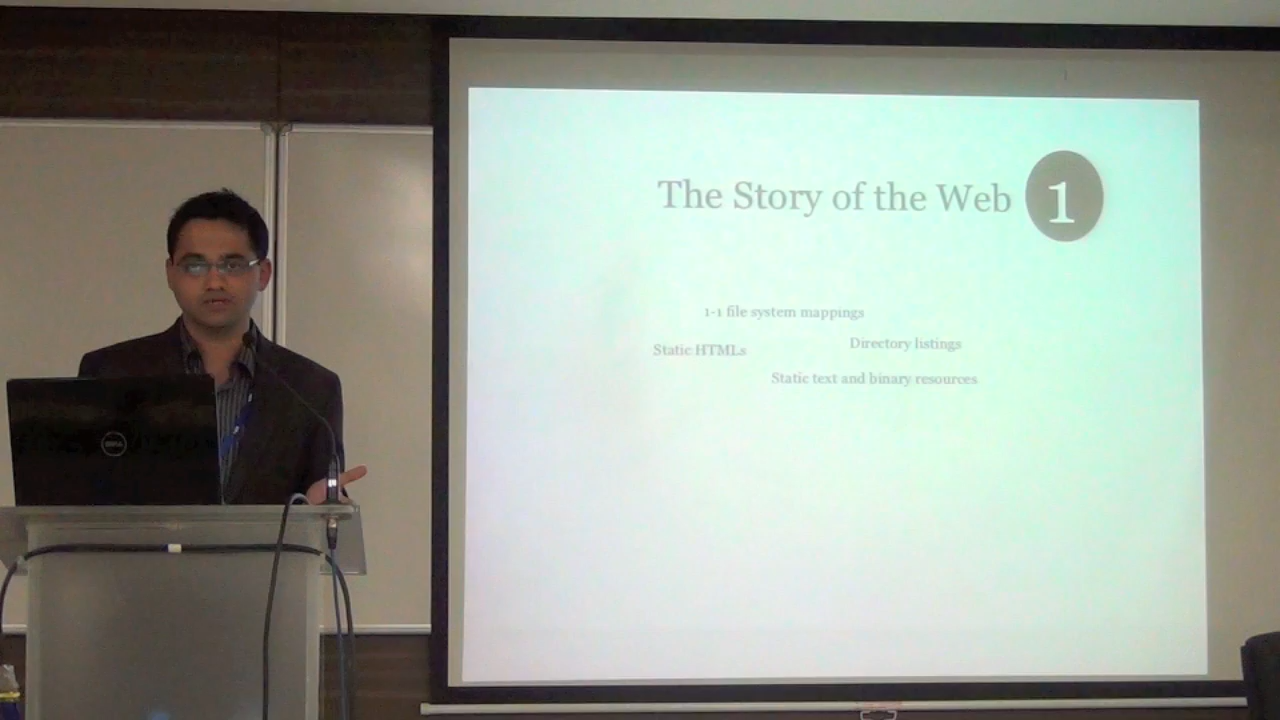 The Story of the Web 1
1-1 file system mappings
Static HTMLs
Directory listings
Static text and binary resources
DELL